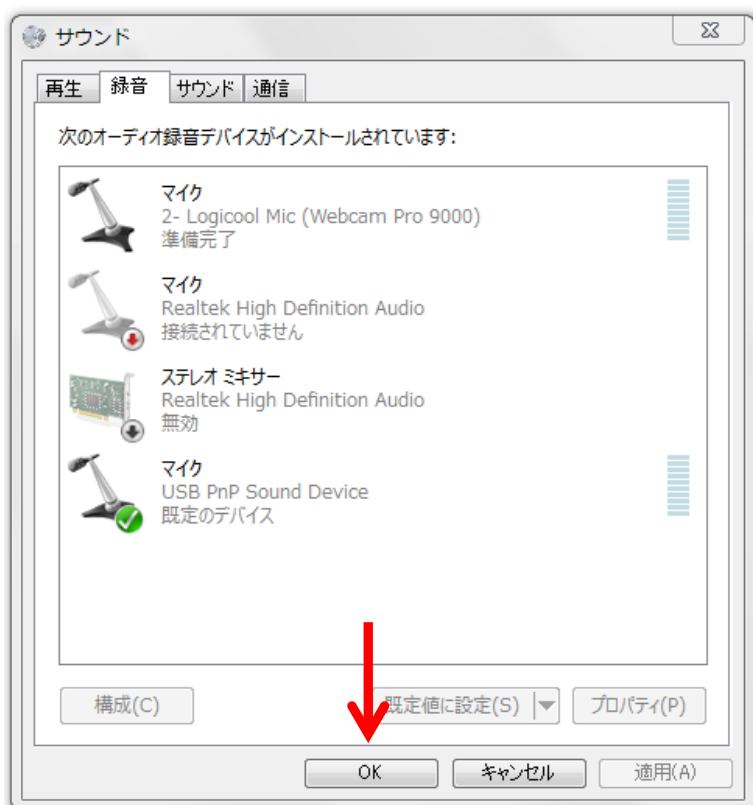 サウンド
再生 録音 サウンド 通信
次のオーディオ録音デバイスがインストールされています:
マイク
2- Logicool Mic (Webcam Pro 9000)
準備完了
マイク
Realtek High Definition Audio
接続されていません
ステレオ ミキサー
Realtek High Definition Audio
無効
マイク
USB PnP Sound Device
既定のデバイス
構成(C) 既定値に設定(S) プロパティ(P)
OK キャンセル 適用(A)